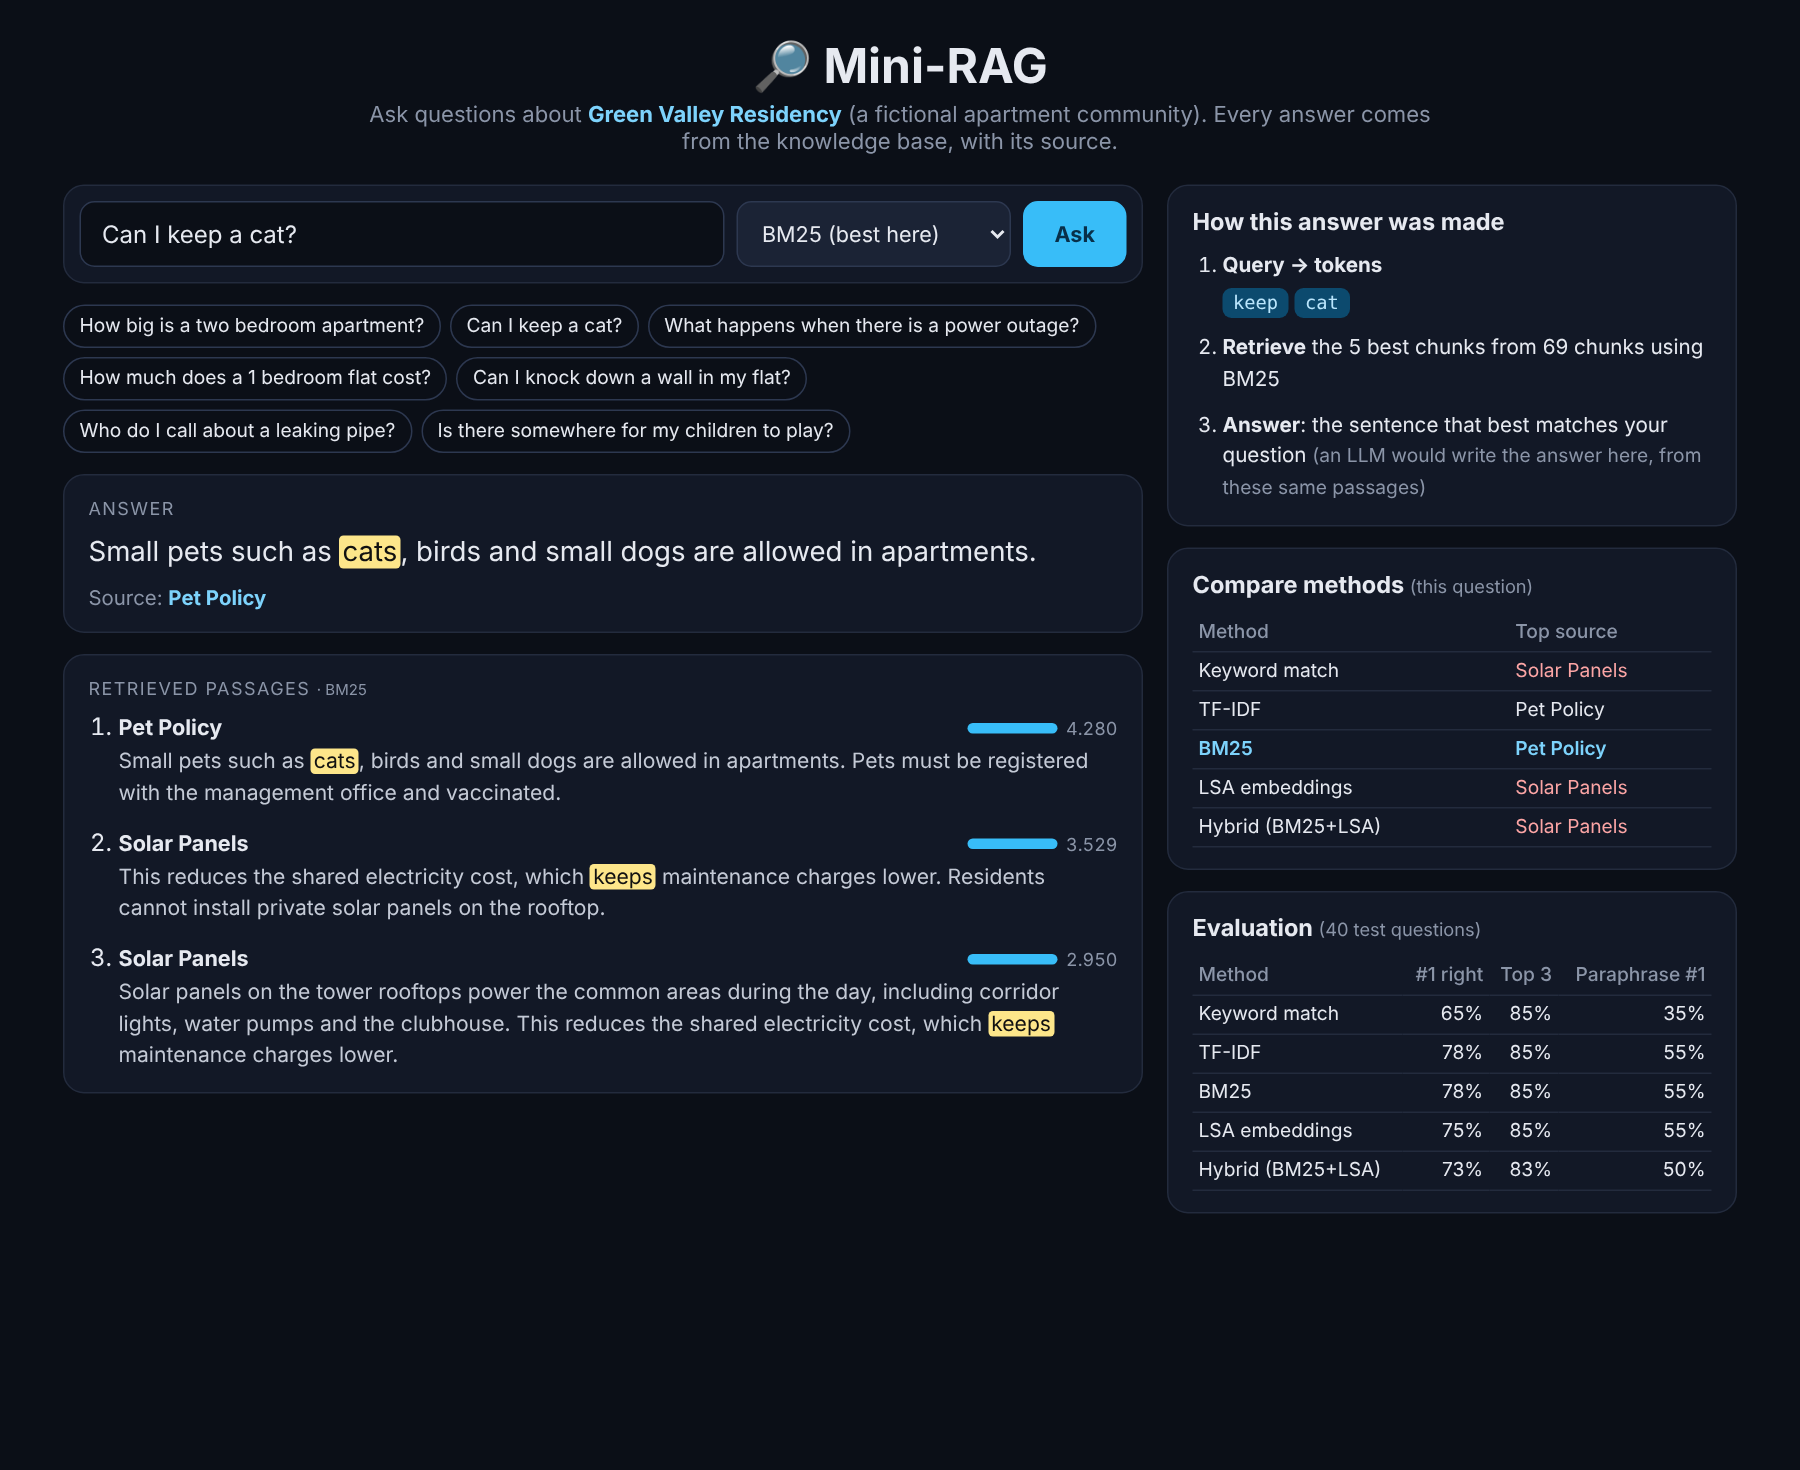 🔎 Mini-RAG
Ask questions about Green Valley Residency (a fictional apartment community). Every answer comes
from the knowledge base, with its source.
Can I keep a cat?
BM25 (best here)
Ask
How big is a two bedroom apartment?
Can I keep a cat?
What happens when there is a power outage?
How much does a 1 bedroom flat cost?
Can I knock down a wall in my flat?
Who do I call about a leaking pipe?
Is there somewhere for my children to play?
ANSWER
Small pets such as cats, birds and small dogs are allowed in apartments.
Source: Pet Policy
RETRIEVED PASSAGES · BM25
1. Pet Policy 4.280
Small pets such as cats, birds and small dogs are allowed in apartments. Pets must be registered
with the management office and vaccinated.
2. Solar Panels 3.529
This reduces the shared electricity cost, which keeps maintenance charges lower. Residents
cannot install private solar panels on the rooftop.
3. Solar Panels 2.950
Solar panels on the tower rooftops power the common areas during the day, including corridor
lights, water pumps and the clubhouse. This reduces the shared electricity cost, which keeps
maintenance charges lower.
How this answer was made
1. Query → tokens
keep cat
2. Retrieve the 5 best chunks from 69 chunks using
BM25
3. Answer: the sentence that best matches your
question (an LLM would write the answer here, from
these same passages)
Compare methods (this question)
Method Top source
Keyword match Solar Panels
TF-IDF Pet Policy
BM25 Pet Policy
LSA embeddings Solar Panels
Hybrid (BM25+LSA) Solar Panels
Evaluation (40 test questions)
Method #1 right Top 3 Paraphrase #1
Keyword match 65% 85% 35%
TF-IDF 78% 85% 55%
BM25 78% 85% 55%
LSA embeddings 75% 85% 55%
Hybrid (BM25+LSA) 73% 83% 50%